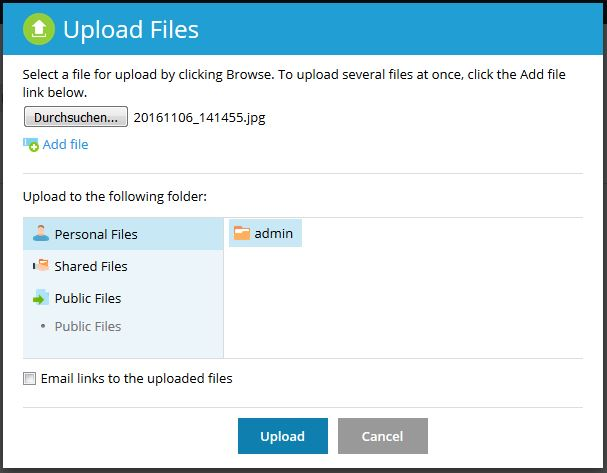 Upload Files
Select a file for upload by clicking Browse. To upload several files at once, click the Add file
link below.
Durchsuchen... 20161106_141455.jpg
Add file
Upload to the following folder:
Personal Files admin
Shared Files
Public Files
• Public Files
Email links to the uploaded files
Upload Cancel